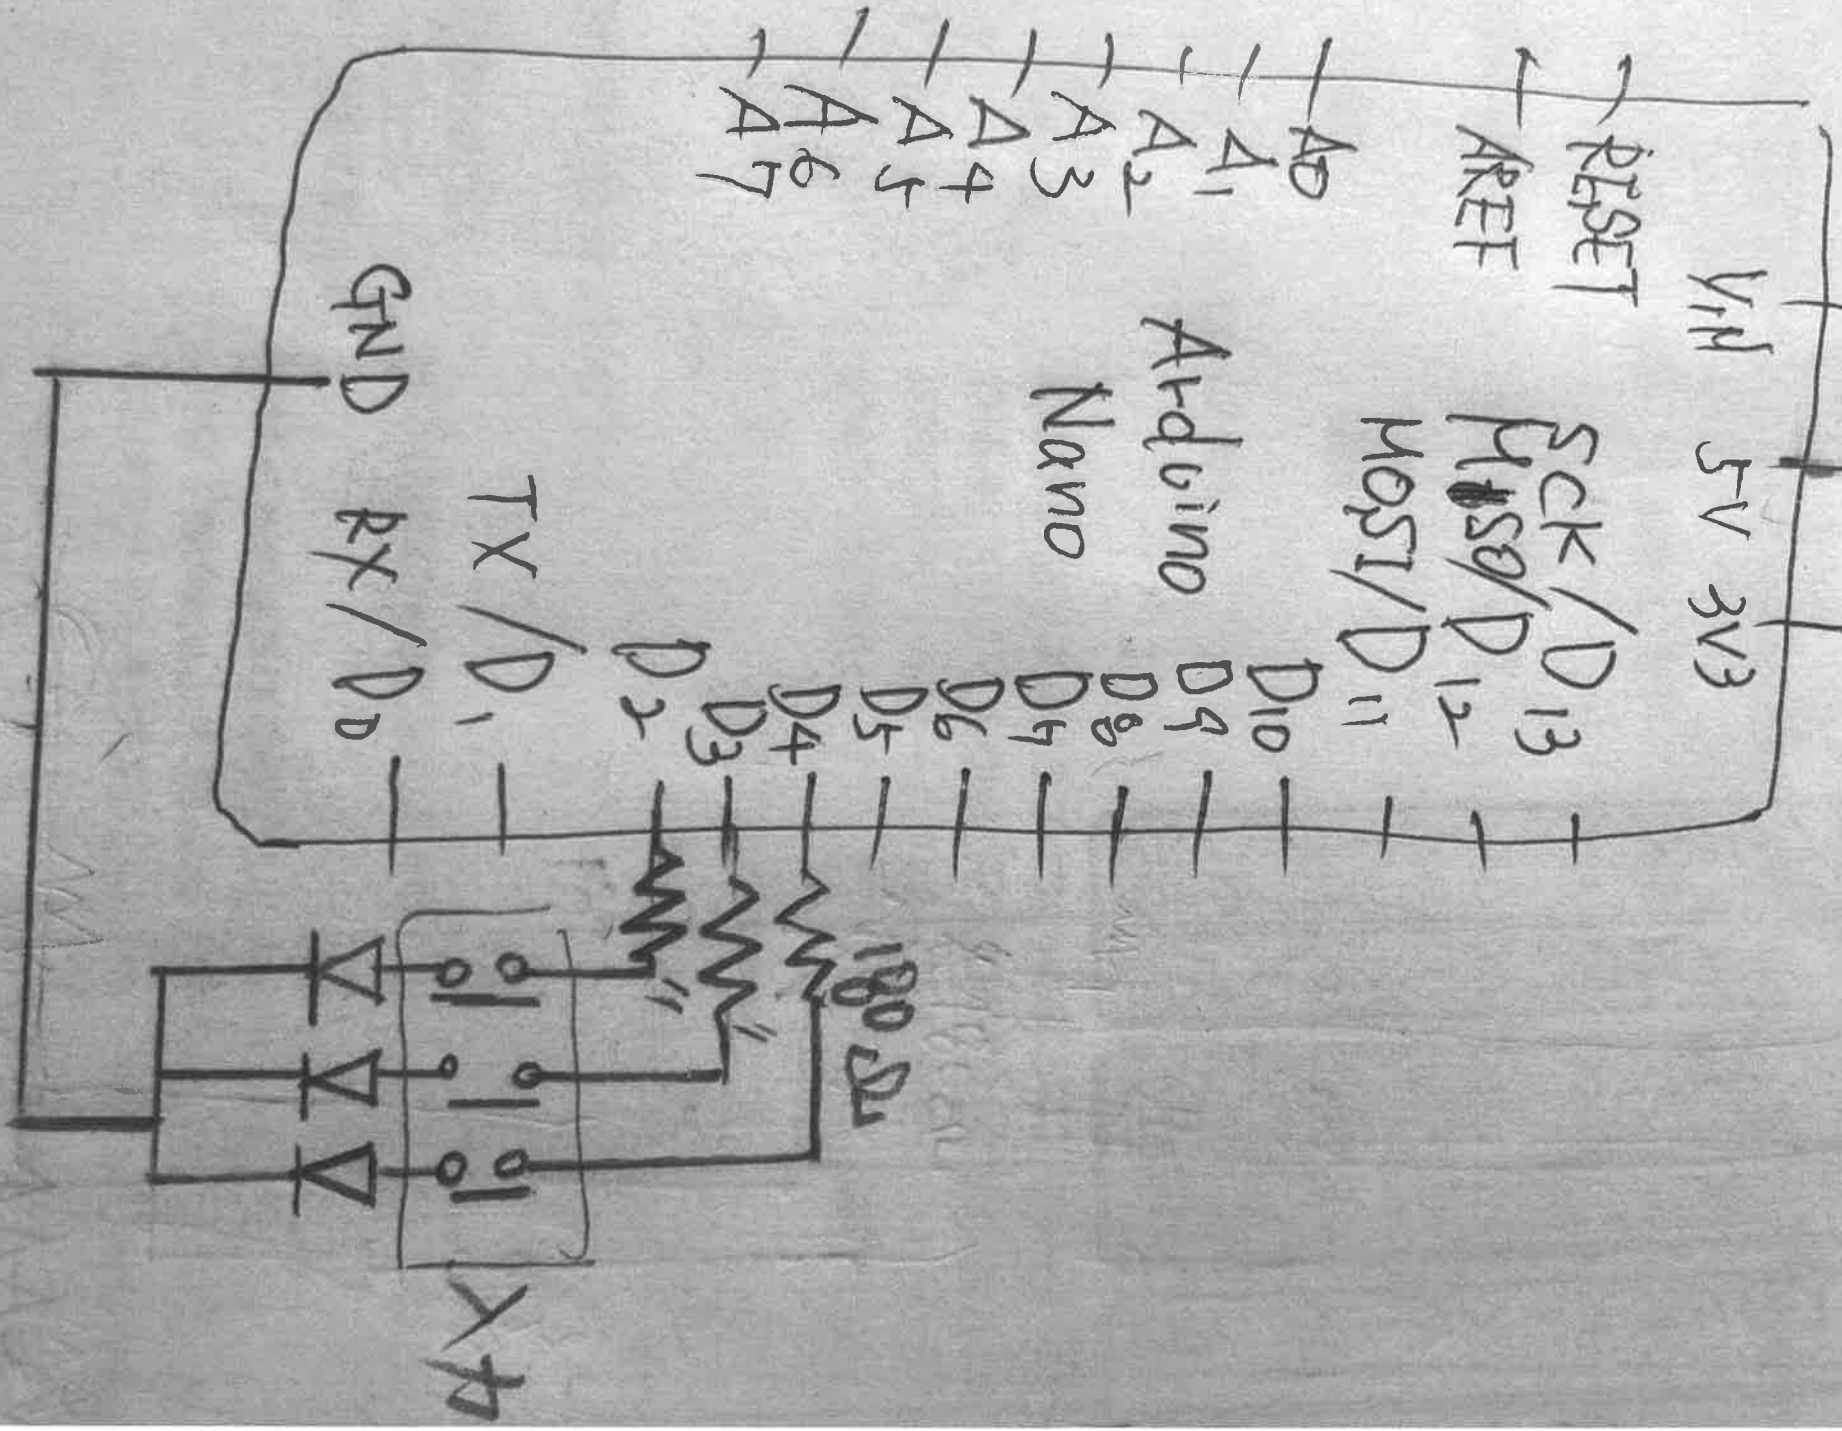 VIN 5V 3V3
RESET
SCK/D13
AREF
MISO/D12
MOSI/D11
A0
D10
A1
D9
Arduino
Nano
A2
D8
A3
D7
A4
D6
A5
D5
A6
D4
180Ω
A7
D3
〃
D2
〃
TX/D1
GND
RX/D0